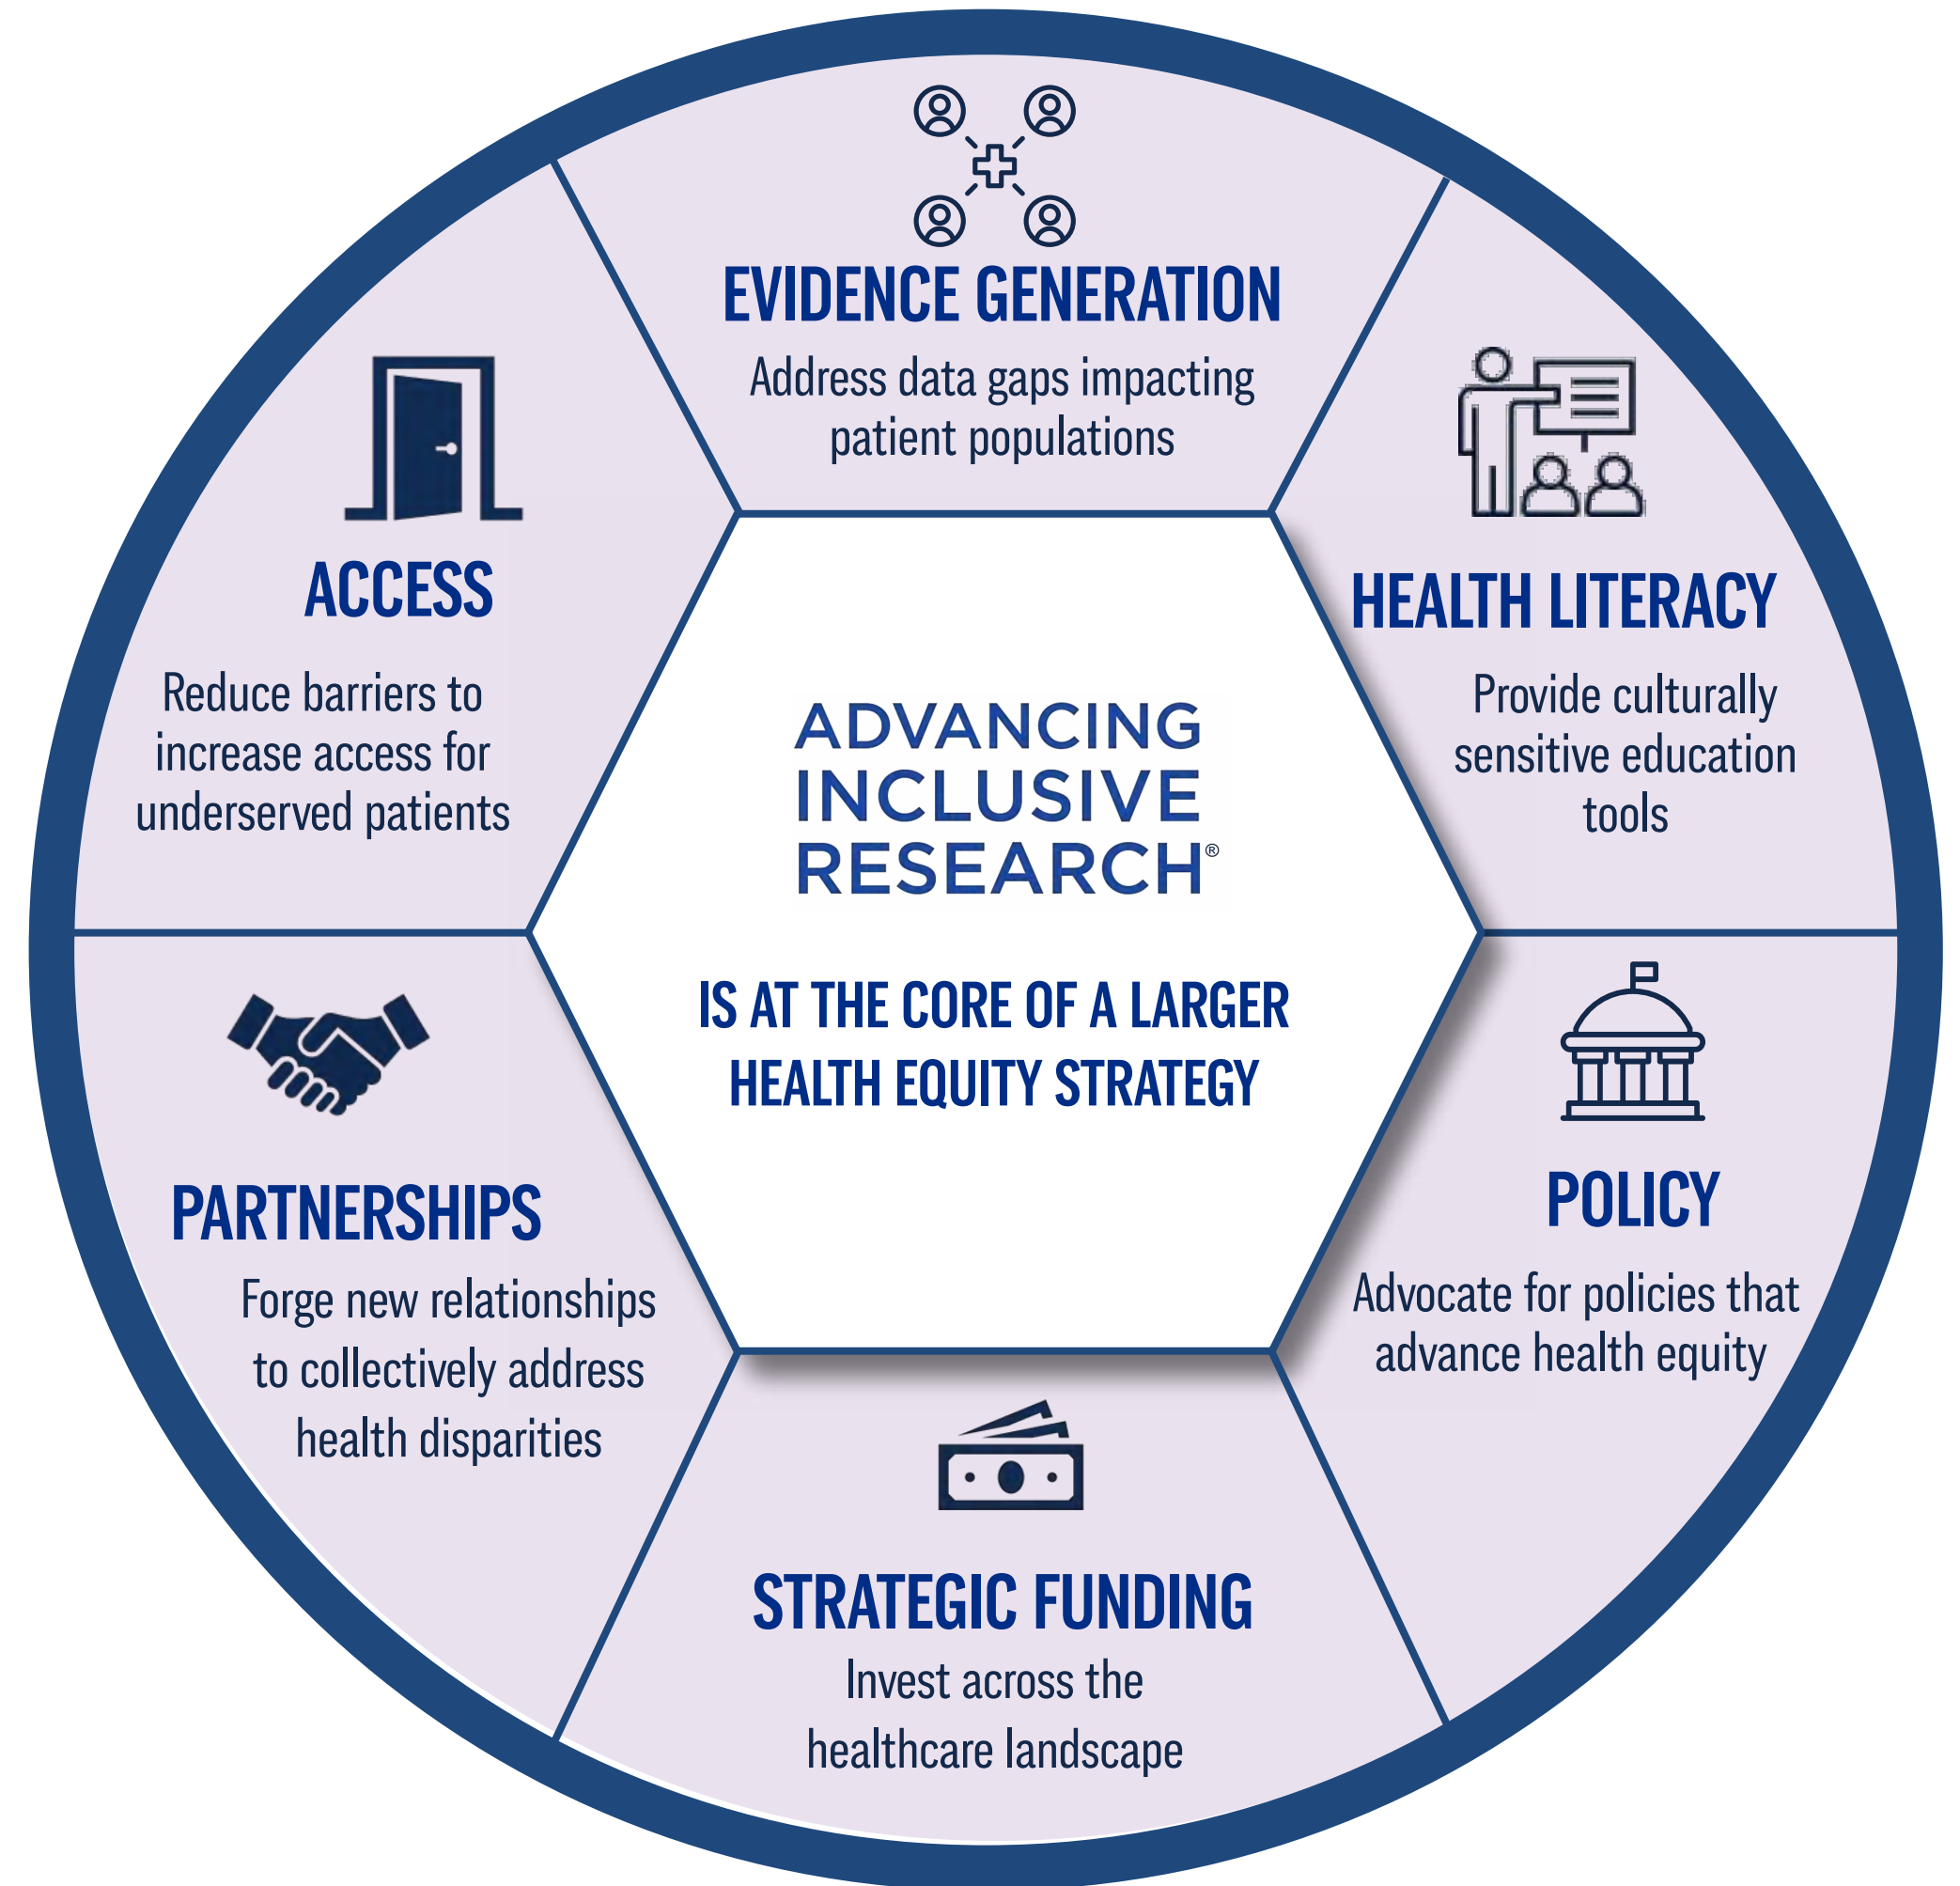 EVIDENCE GENERATION
Address data gaps impacting
patient populations
HEALTH LITERACY
Provide culturally
sensitive education
tools
POLICY
Advocate for policies that
advance health equity
STRATEGIC FUNDING
Invest across the
healthcare landscape
PARTNERSHIPS
Forge new relationships
to collectively address
health disparities
ACCESS
Reduce barriers to
increase access for
underserved patients
ADVANCING
INCLUSIVE
RESEARCH®
IS AT THE CORE OF A LARGER
HEALTH EQUITY STRATEGY